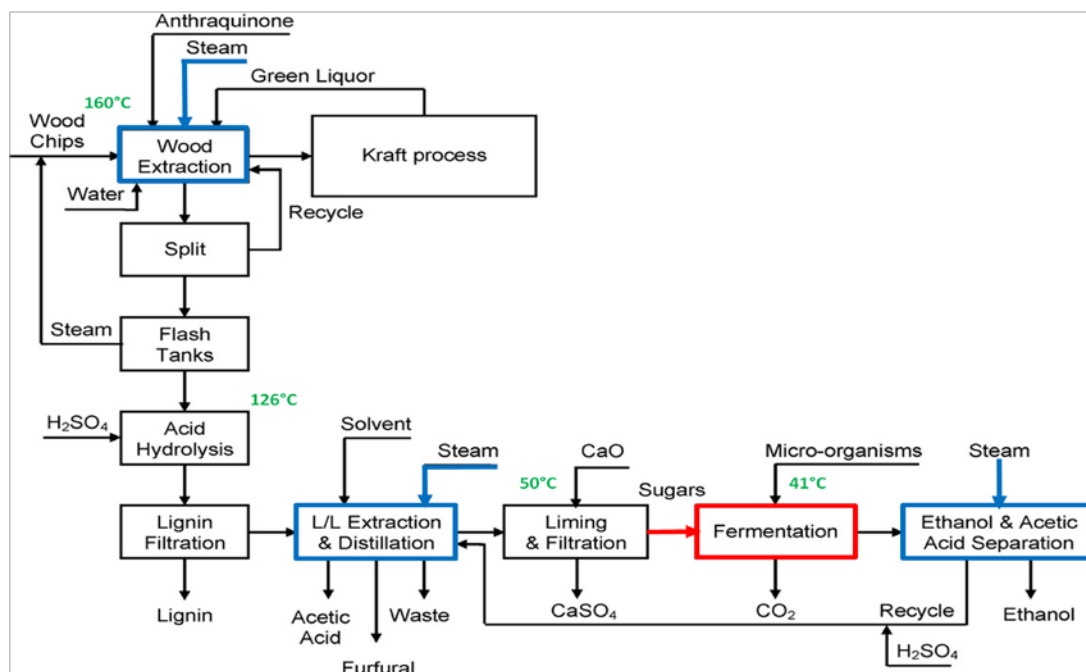 Anthraquinone
Steam
Green Liquor
160°C
Wood
Chips
Wood
Extraction
Kraft process
Water
Recycle
Split
Steam
Flash
Tanks
126°C
H₂SO₄
Acid
Hydrolysis
Solvent
Steam
CaO
Micro-organisms
Steam
50°C
Sugars
41°C
Lignin
Filtration
L/L Extraction
& Distillation
Liming
& Filtration
Fermentation
Ethanol & Acetic
Acid Separation
Lignin
Acetic
Acid
Waste
CaSO₄
CO₂
Recycle
Ethanol
H₂SO₄
Furfural